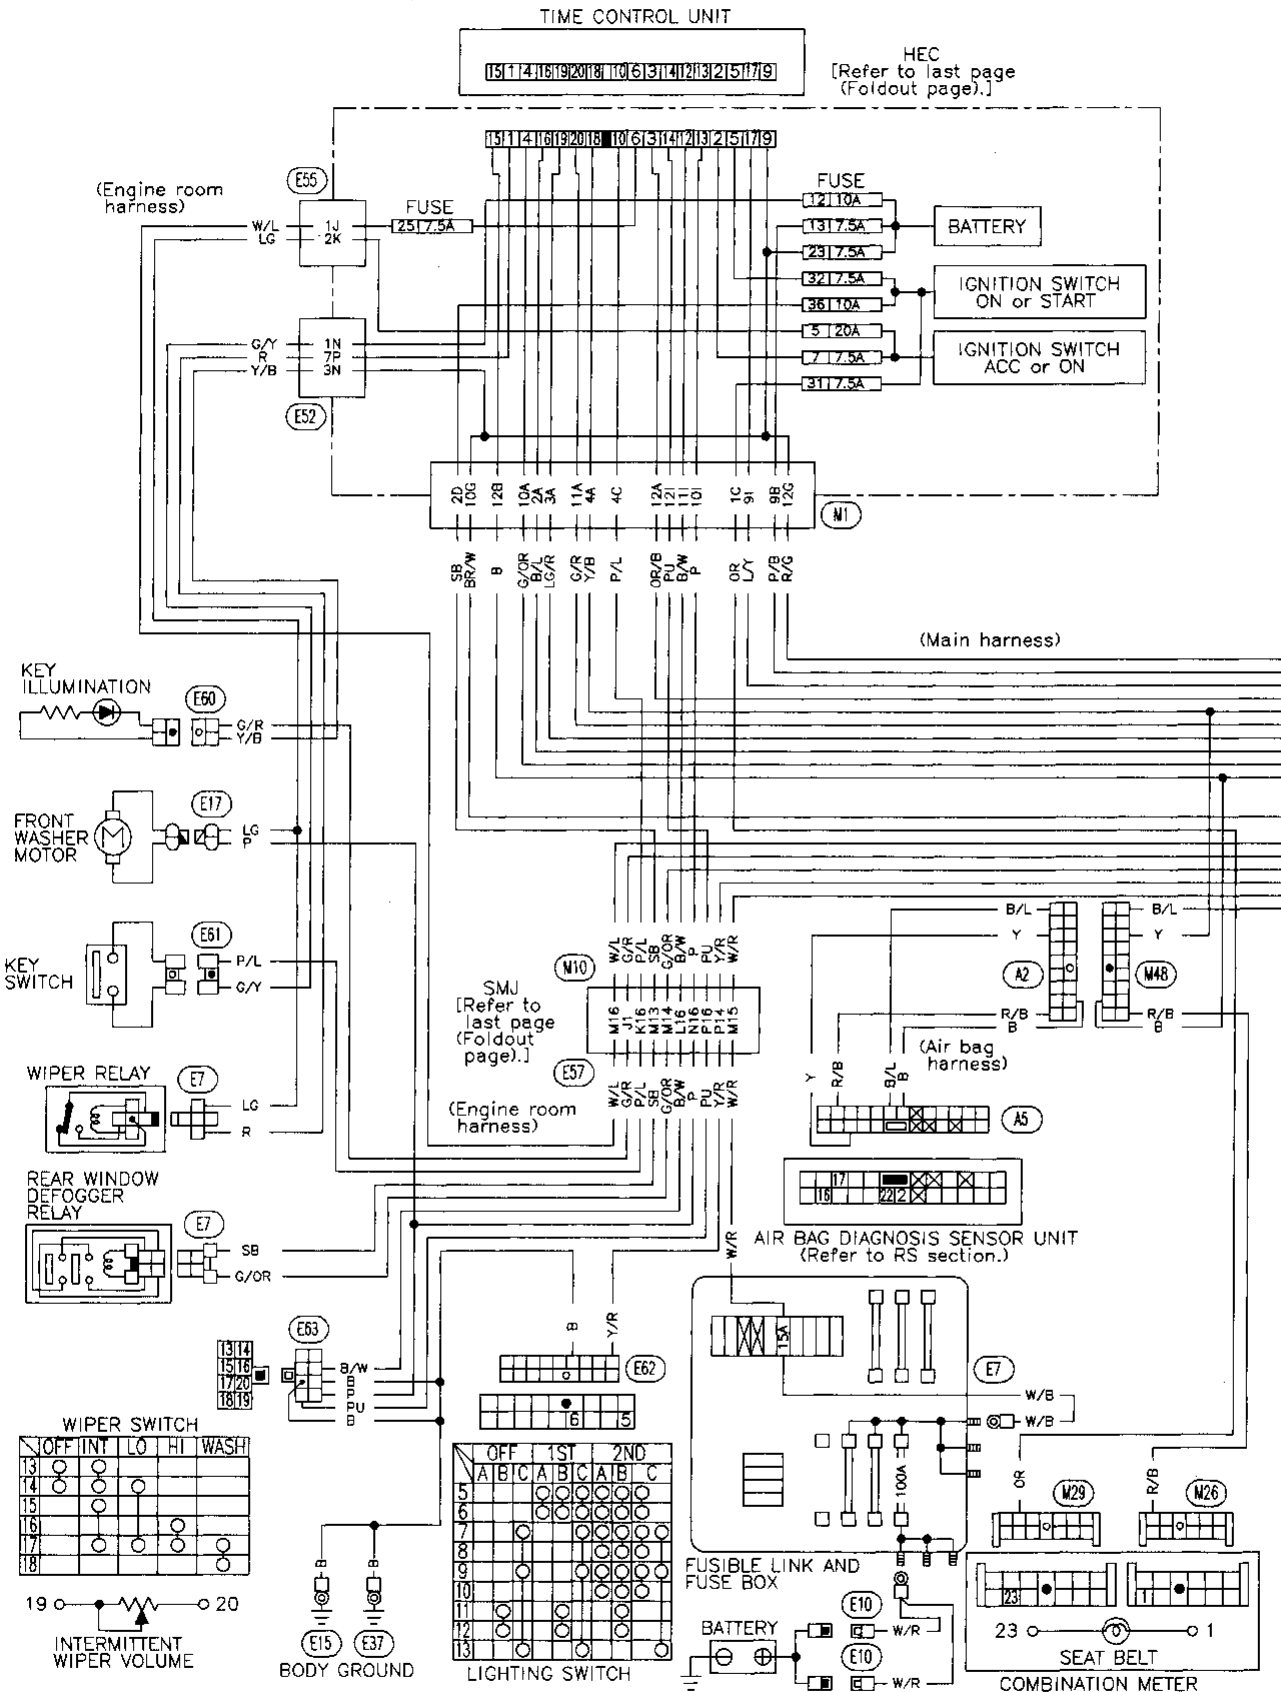 TIME CONTROL UNIT
15 1 4 16 19 20 18 10 6 3 14 12 13 2 5 17 9
HEC
[Refer to last page
(Foldout page).]
15 1 4 16 19 20 18 10 6 3 14 12 13 2 5 17 9
(Engine room
harness)
E55
W/L 1J
LG 2K
FUSE
25 7.5A
FUSE
12 10A
13 7.5A
23 7.5A
32 7.5A
36 10A
5 20A
7 7.5A
31 7.5A
BATTERY
IGNITION SWITCH
ON or START
IGNITION SWITCH
ACC or ON
G/Y 1N
R 7P
Y/B 3N
E52
2D 10G 12B 10A 2A 3A 11A 4A 4C 12A 12I 11I 10I 1C 9I 9B 12G
M1
SB BR/W B G/OR B/L LG/R G/R Y/B P/L OR/B PU B/W P OR L/Y P/B R/G
(Main harness)
KEY
ILLUMINATION
E60
G/R
Y/B
FRONT
WASHER
MOTOR
M
E17
LG
P
KEY
SWITCH
E61
P/L
G/Y
WIPER RELAY
E7
LG
R
REAR WINDOW
DEFOGGER
RELAY
E7
SB
G/OR
W/L G/R P/L SB G/OR B/W P PU Y/R W/R
M10
SMJ
[Refer to
last page
(Foldout
page).]
M16 J1 K16 M13 M14 L16 N16 P16 P14 M15
E57
W/L G/R P/L SB G/OR B/W P PU Y/R W/R
(Engine room
harness)
B/L
Y
A2
R/B
B
B/L
Y
M48
R/B
B
(Air bag
harness)
Y R/B B/L B
A5
17
16 22 2
AIR BAG DIAGNOSIS SENSOR UNIT
(Refer to RS section.)
W/R
E63
13 14
15 16
17 20
18 19
B/W
B
P
PU
B
B Y/R
E62
6 5
15A
E7
W/B
W/B
100A
FUSIBLE LINK AND
FUSE BOX
WIPER SWITCH
OFF INT LO HI WASH
13
14
15
16
17
18
19 20
INTERMITTENT
WIPER VOLUME
B B
E15 E37
BODY GROUND
OFF 1ST 2ND
A B C A B C A B C
5
6
7
8
9
10
11
12
13
LIGHTING SWITCH
BATTERY
E10
W/R
E10
W/R
OR
M29
R/B
M26
23
1
23 1
SEAT BELT
COMBINATION METER